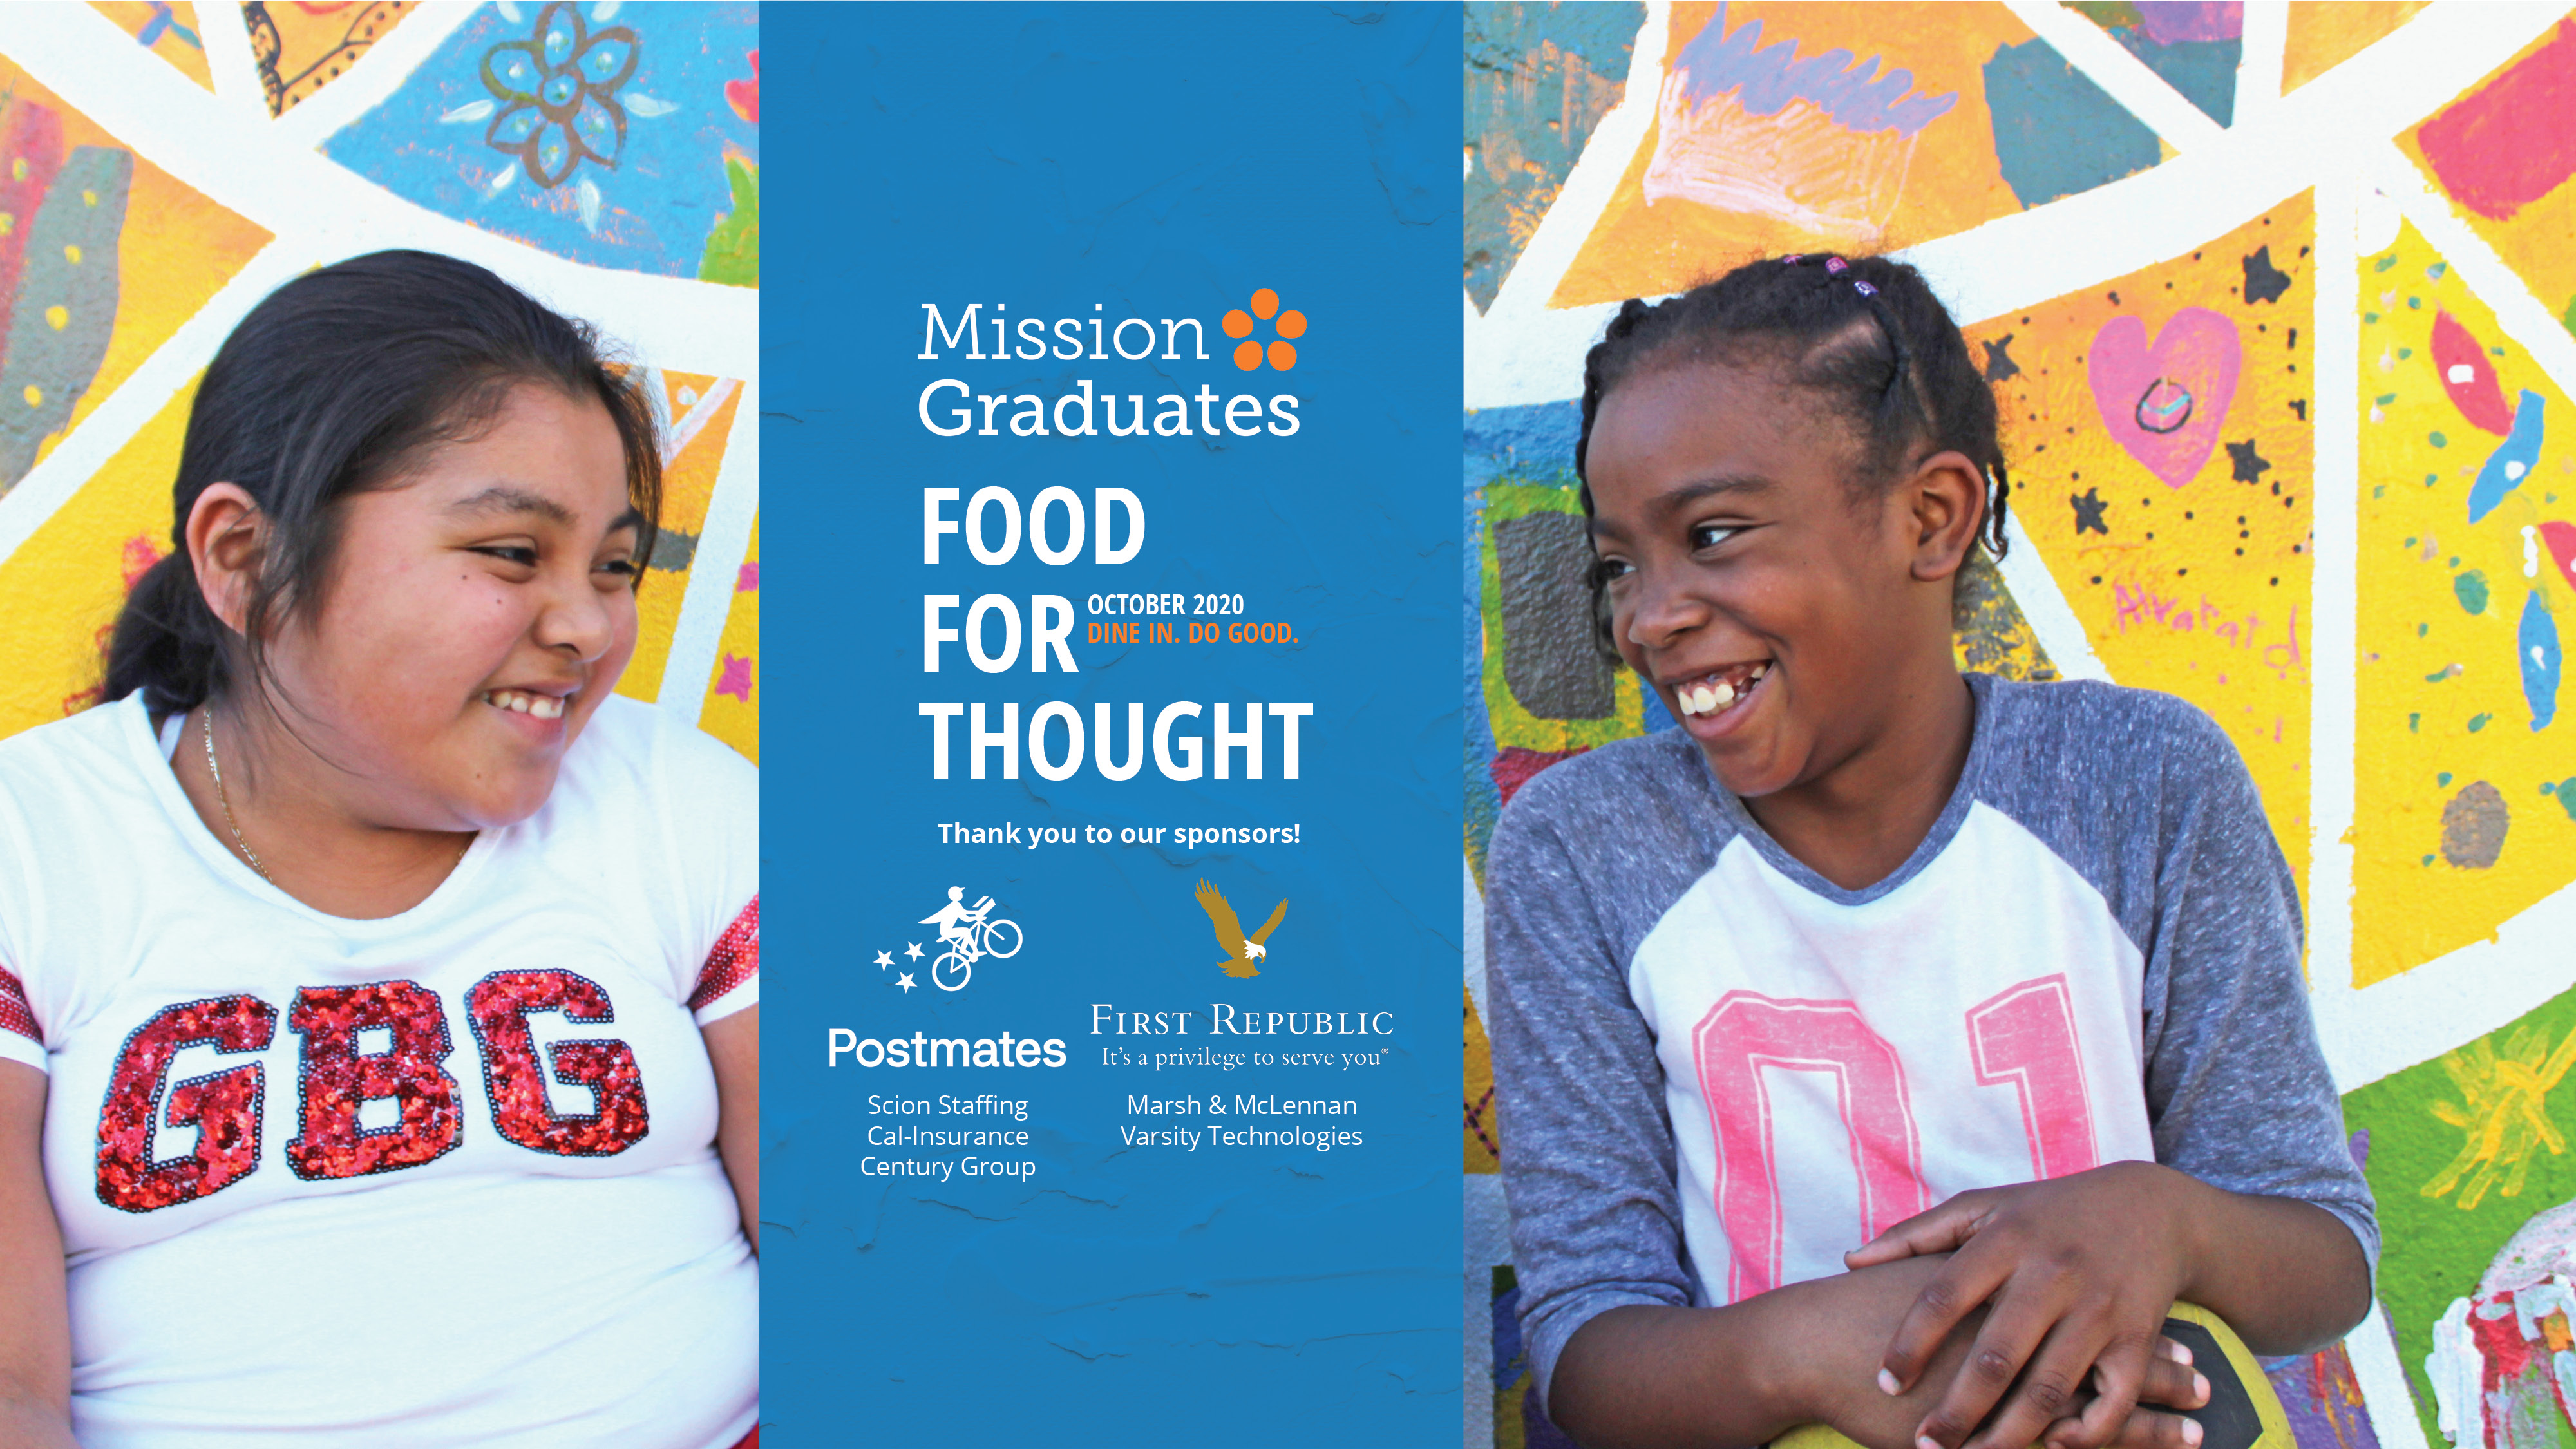 Mission
Graduates
FOOD
FOR
OCTOBER 2020
DINE IN. DO GOOD.
THOUGHT
Thank you to our sponsors!
Postmates
FIRST REPUBLIC
It's a privilege to serve you®
Scion Staffing
Cal-Insurance
Century Group
Marsh & McLennan
Varsity Technologies
GBG
01